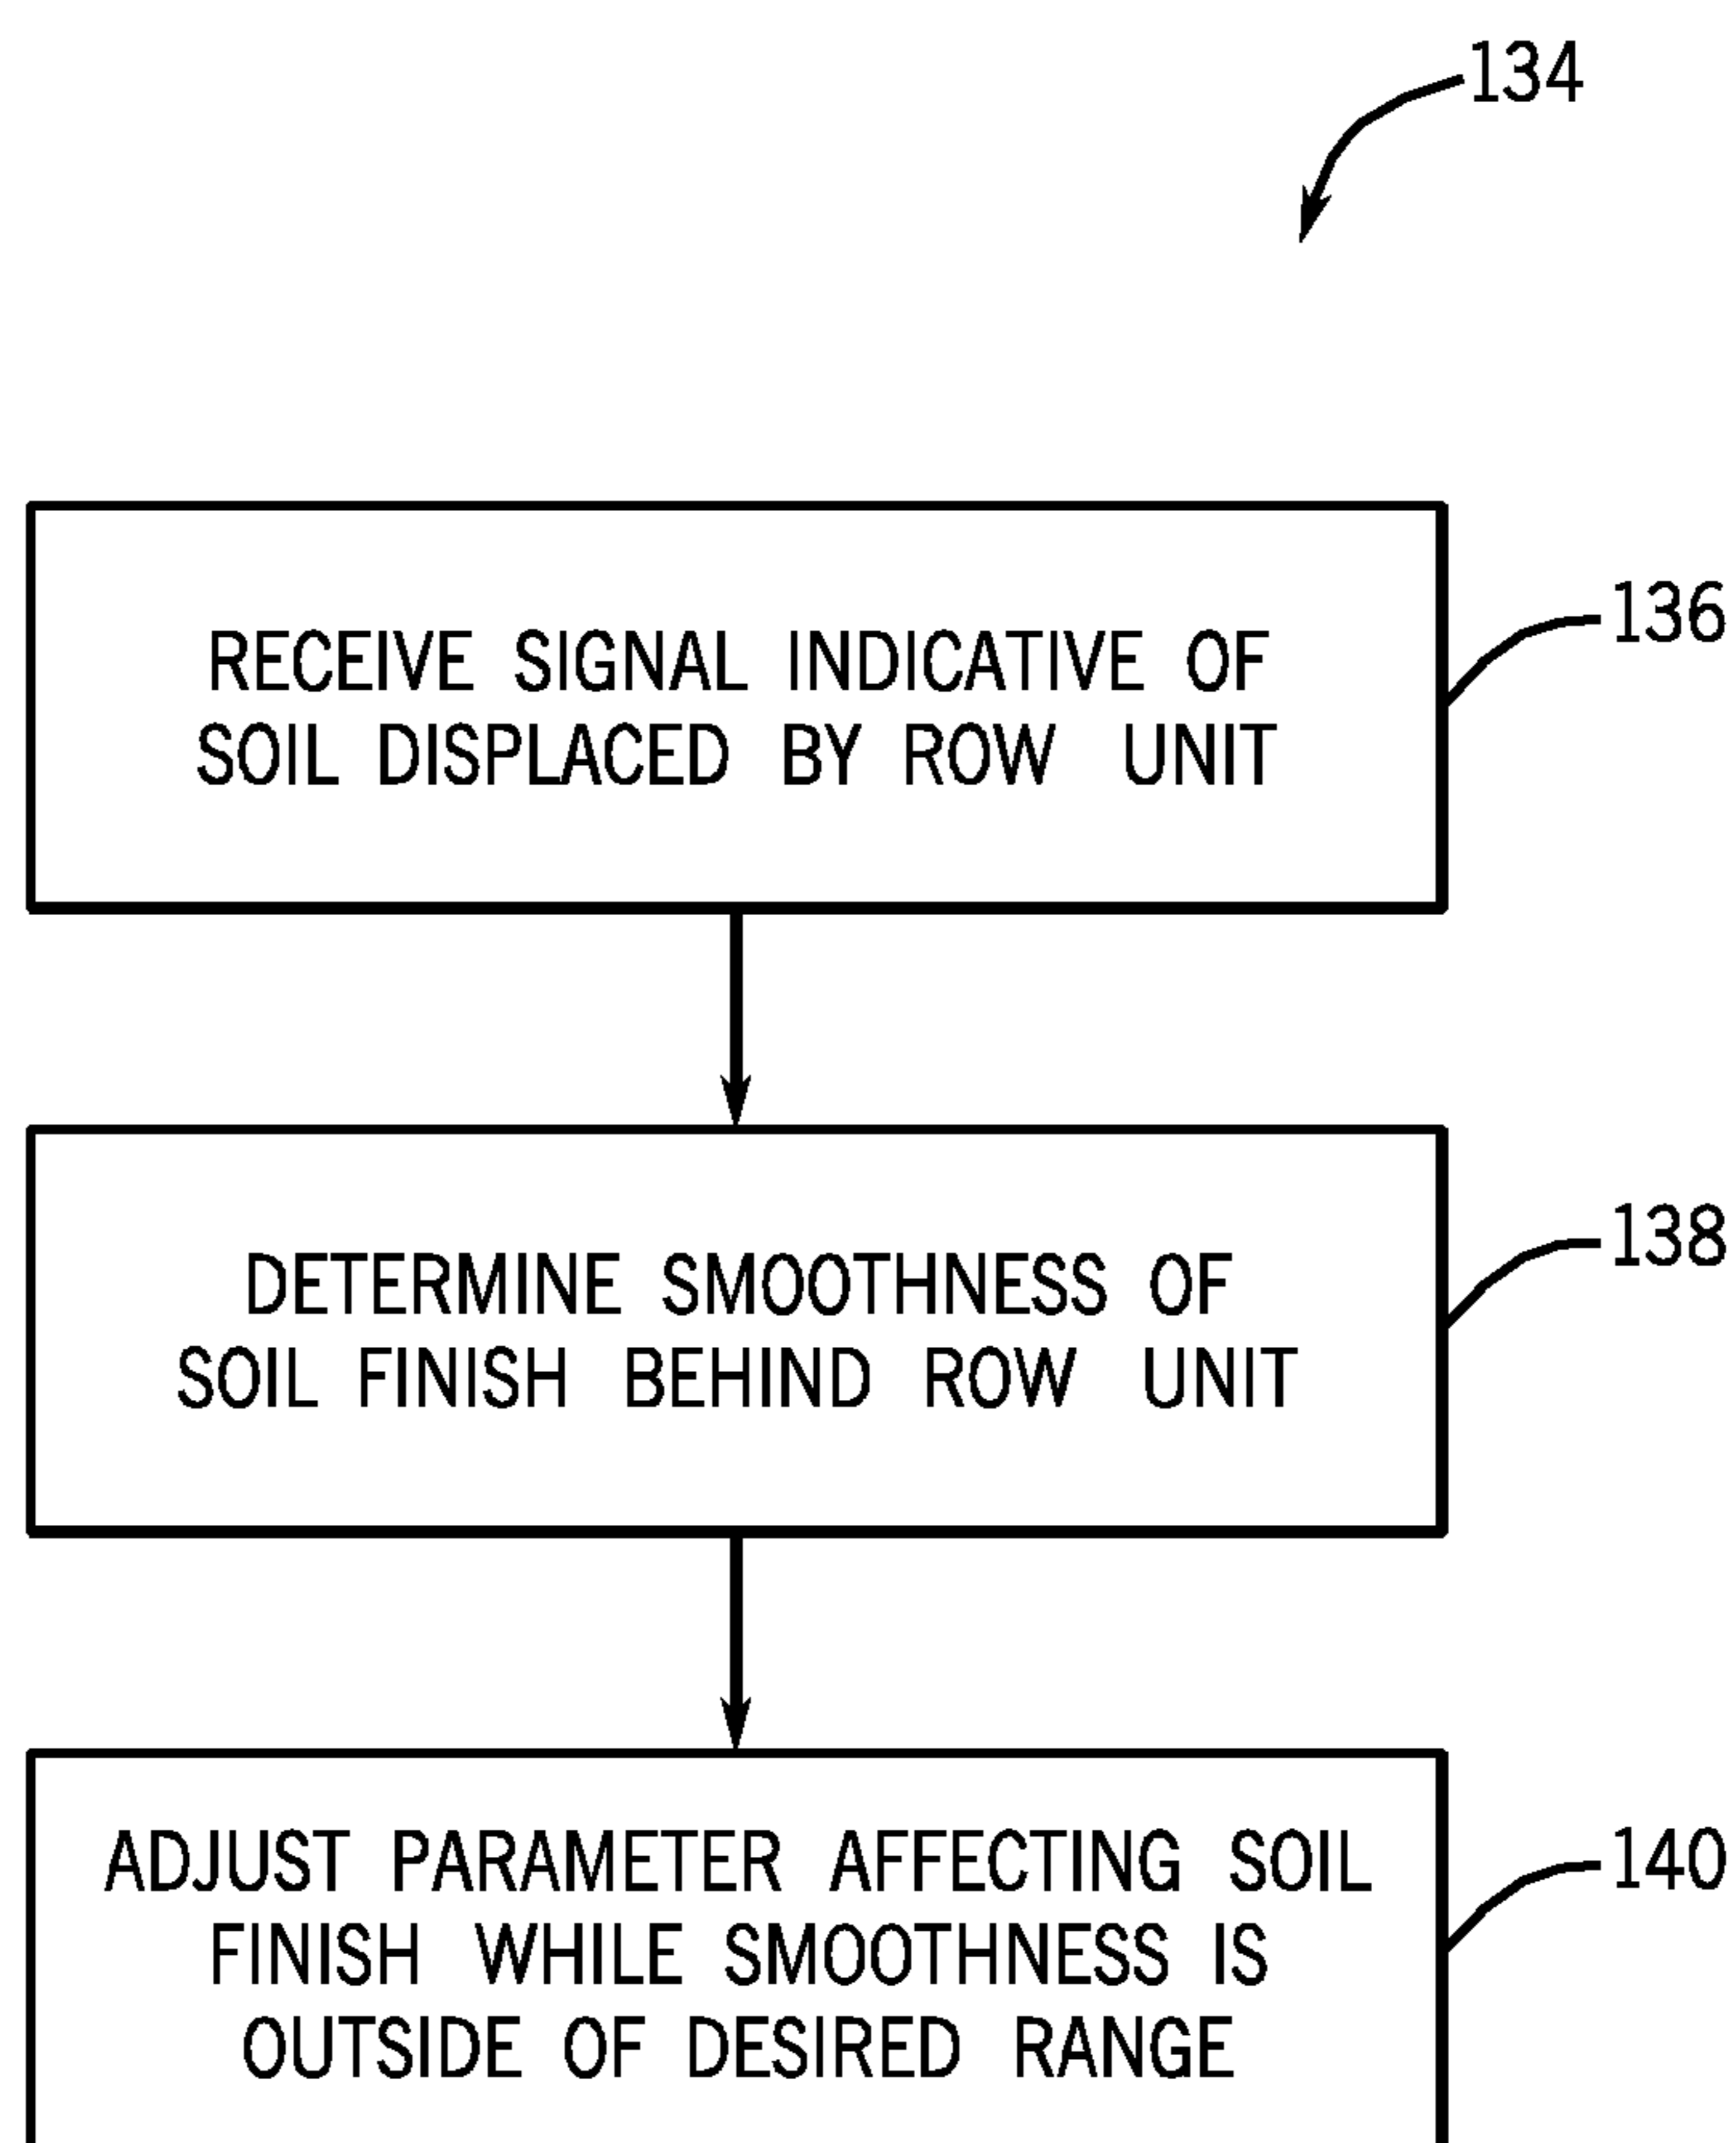 134
RECEIVE SIGNAL INDICATIVE OF
SOIL DISPLACED BY ROW UNIT
136
DETERMINE SMOOTHNESS OF
SOIL FINISH BEHIND ROW UNIT
138
ADJUST PARAMETER AFFECTING SOIL
FINISH WHILE SMOOTHNESS IS
OUTSIDE OF DESIRED RANGE
140